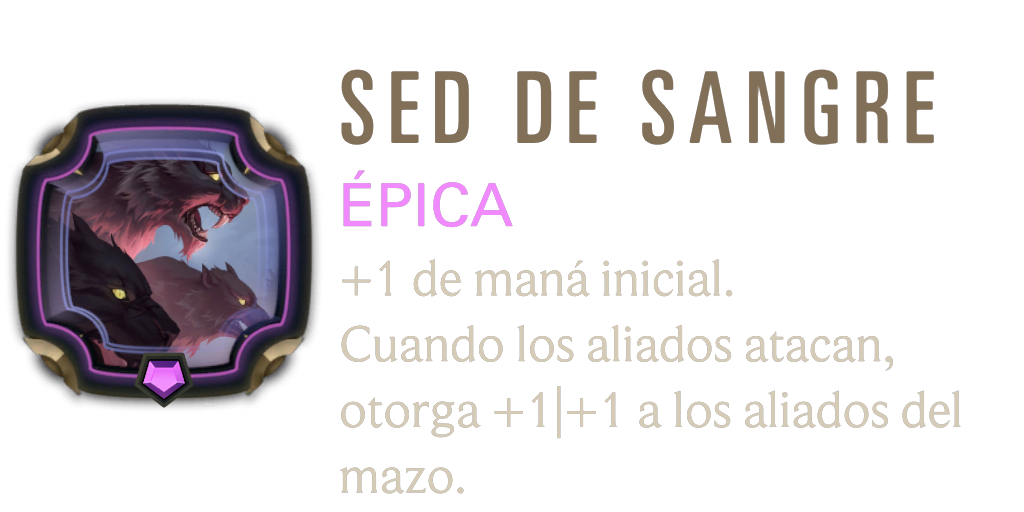 SED DE SANGRE
ÉPICA
+1 de maná inicial.
Cuando los aliados atacan,
otorga +1|+1 a los aliados del
mazo.